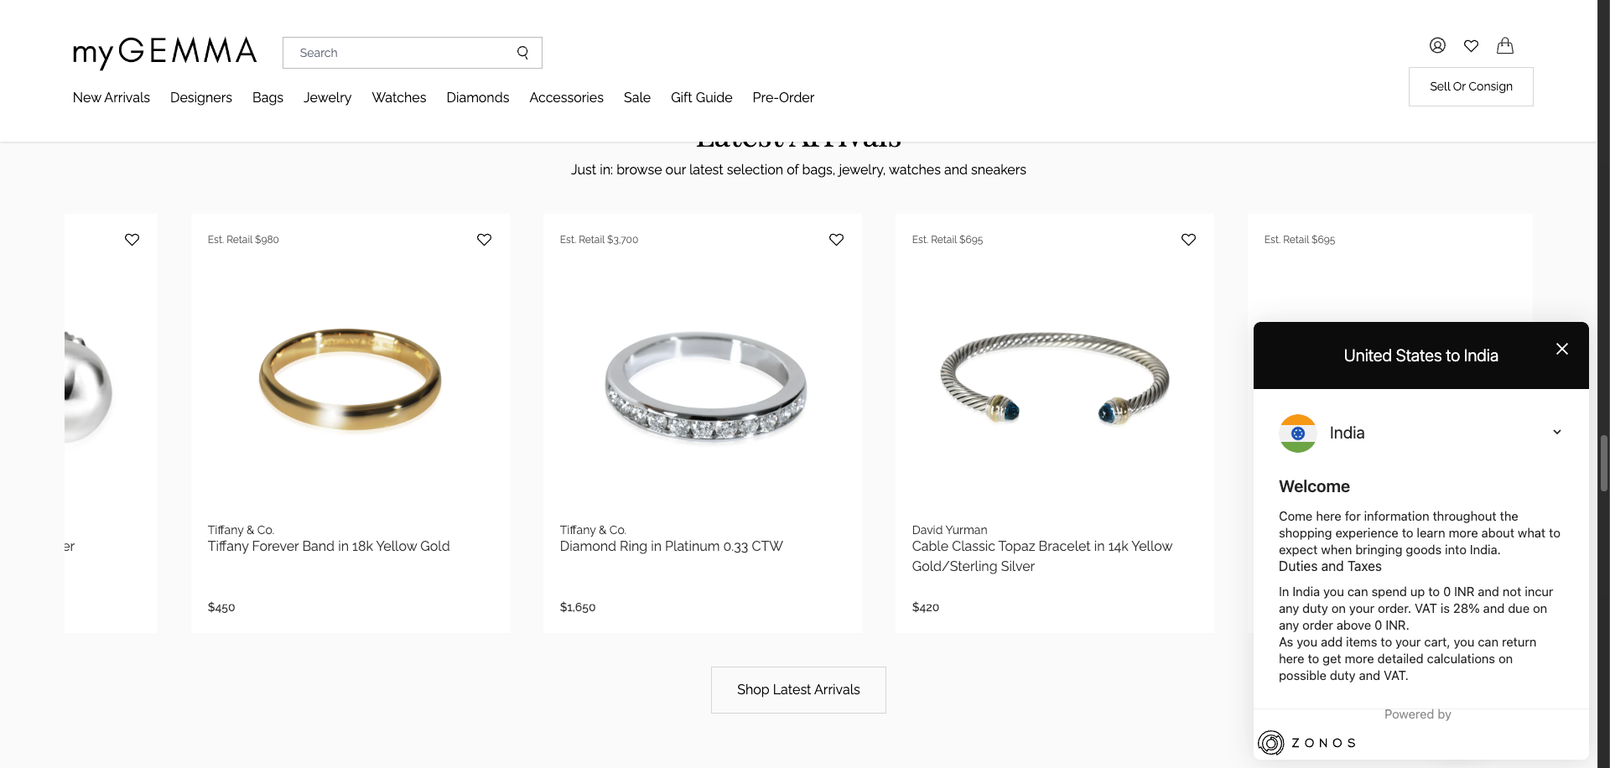 myGEMMA
Search
Sell Or Consign
New Arrivals Designers Bags Jewelry Watches Diamonds Accessories Sale Gift Guide Pre-Order
Latest Arrivals
Just in: browse our latest selection of bags, jewelry, watches and sneakers
er
Est. Retail $980
Tiffany & Co.
Tiffany Forever Band in 18k Yellow Gold
$450
Est. Retail $3,700
Tiffany & Co.
Diamond Ring in Platinum 0.33 CTW
$1,650
Est. Retail $695
David Yurman
Cable Classic Topaz Bracelet in 14k Yellow
Gold/Sterling Silver
$420
Est. Retail $695
Shop Latest Arrivals
United States to India
India
Welcome
Come here for information throughout the
shopping experience to learn more about what to
expect when bringing goods into India.
Duties and Taxes
In India you can spend up to 0 INR and not incur
any duty on your order. VAT is 28% and due on
any order above 0 INR.
As you add items to your cart, you can return
here to get more detailed calculations on
possible duty and VAT.
Powered by
ZONOS